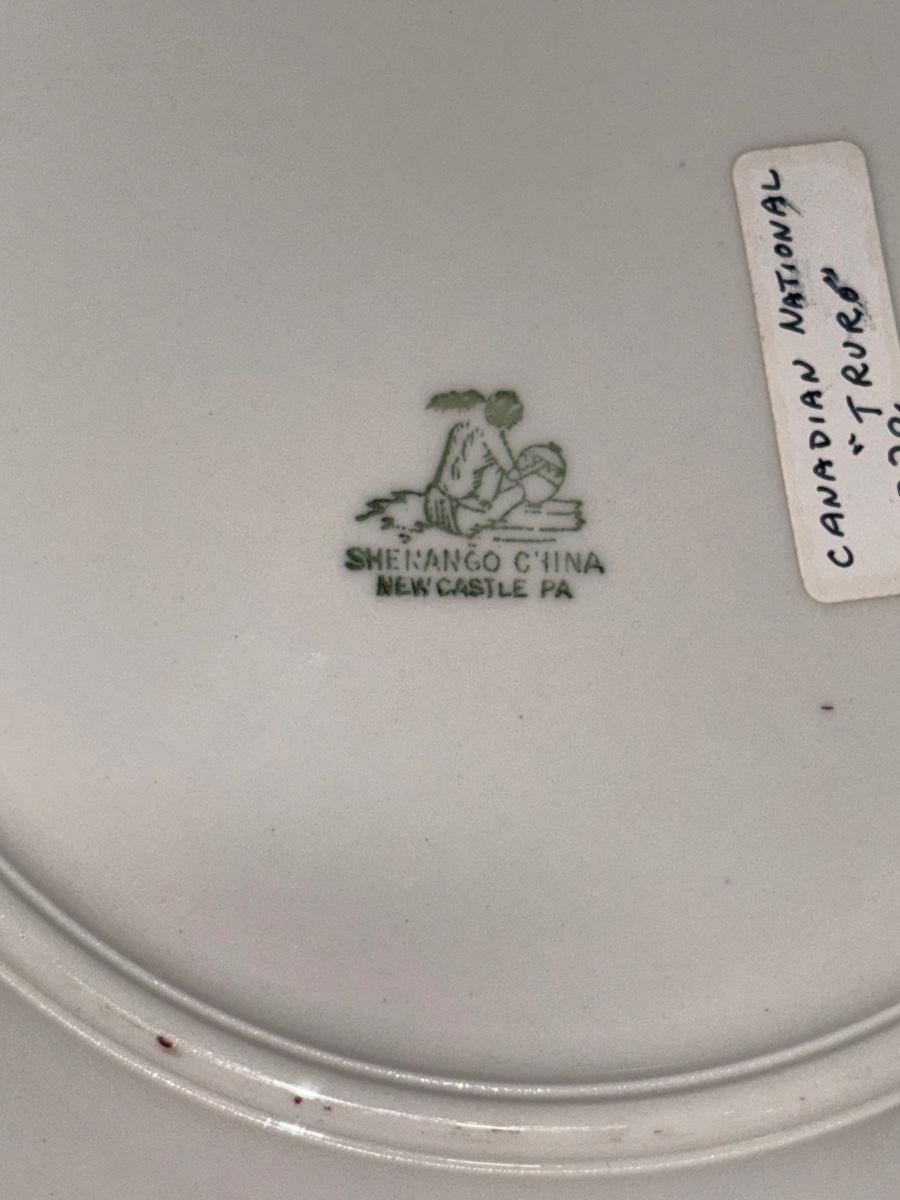 SHENANGO CHINA
NEW CASTLE PA
CANADIAN NATIONAL
"TRURO"